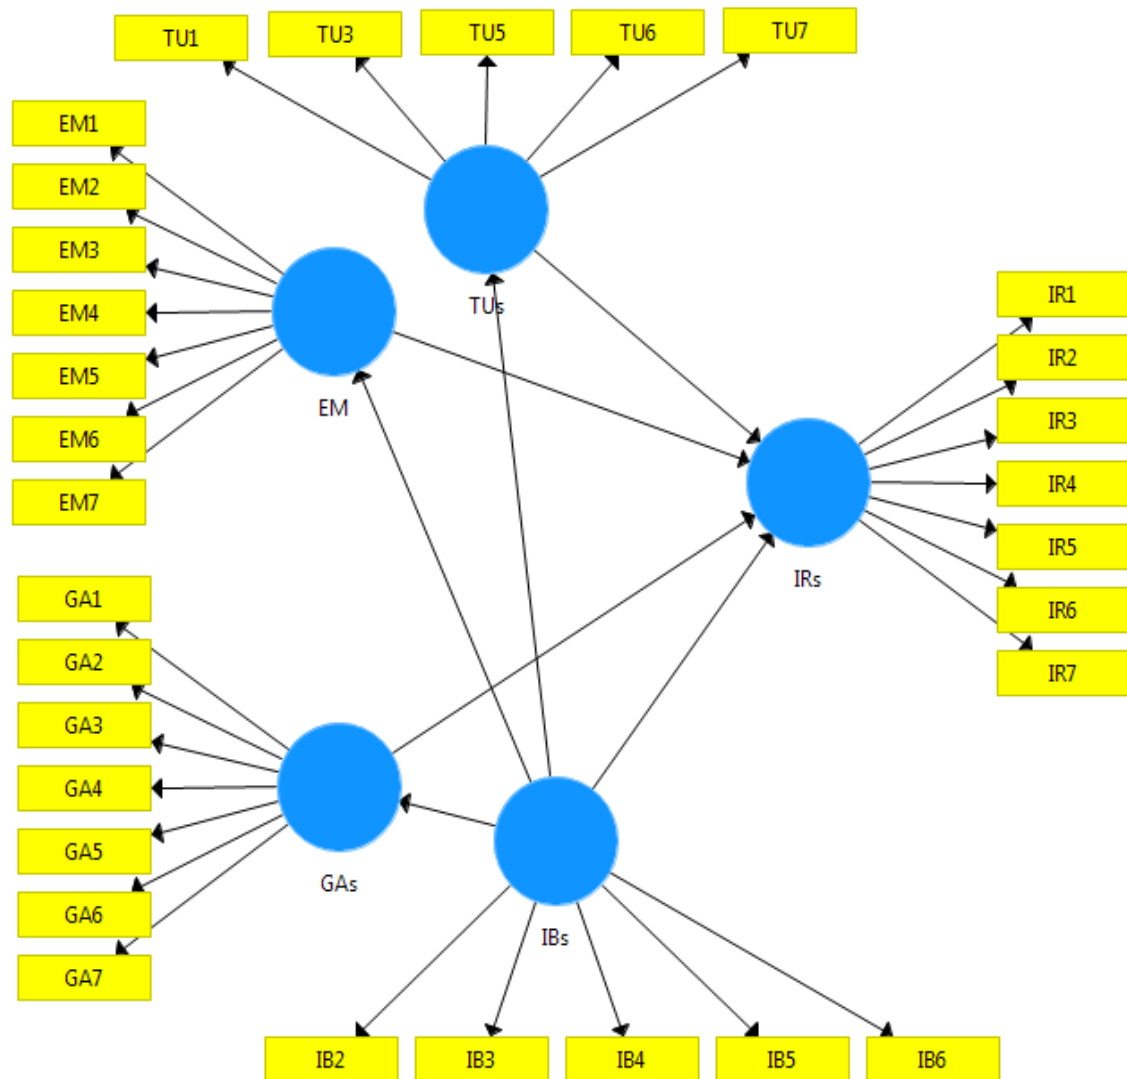 TU1
TU3
TU5
TU6
TU7
EM1
EM2
EM3
EM4
EM5
EM6
EM7
TUs
EM
IR1
IR2
IR3
IR4
IR5
IR6
IR7
IRs
GA1
GA2
GA3
GA4
GA5
GA6
GA7
GAs
IBs
IB2
IB3
IB4
IB5
IB6